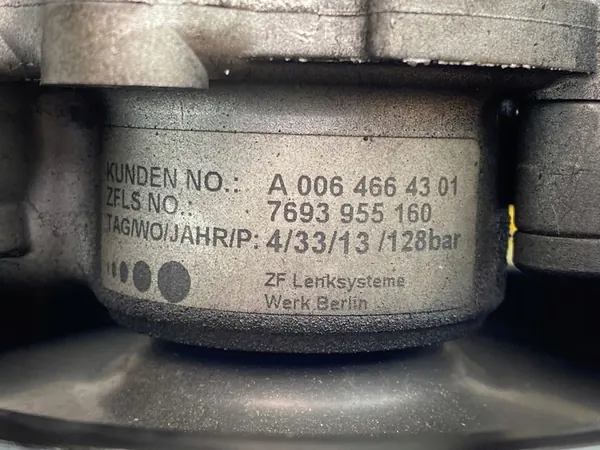 KUNDEN NO.: A 006 466 43 01
ZFLS NO.: 7693 955 160
TAG/WO/JAHR/P: 4/33/13 /128bar
ZF Lenksysteme
Werk Berlin